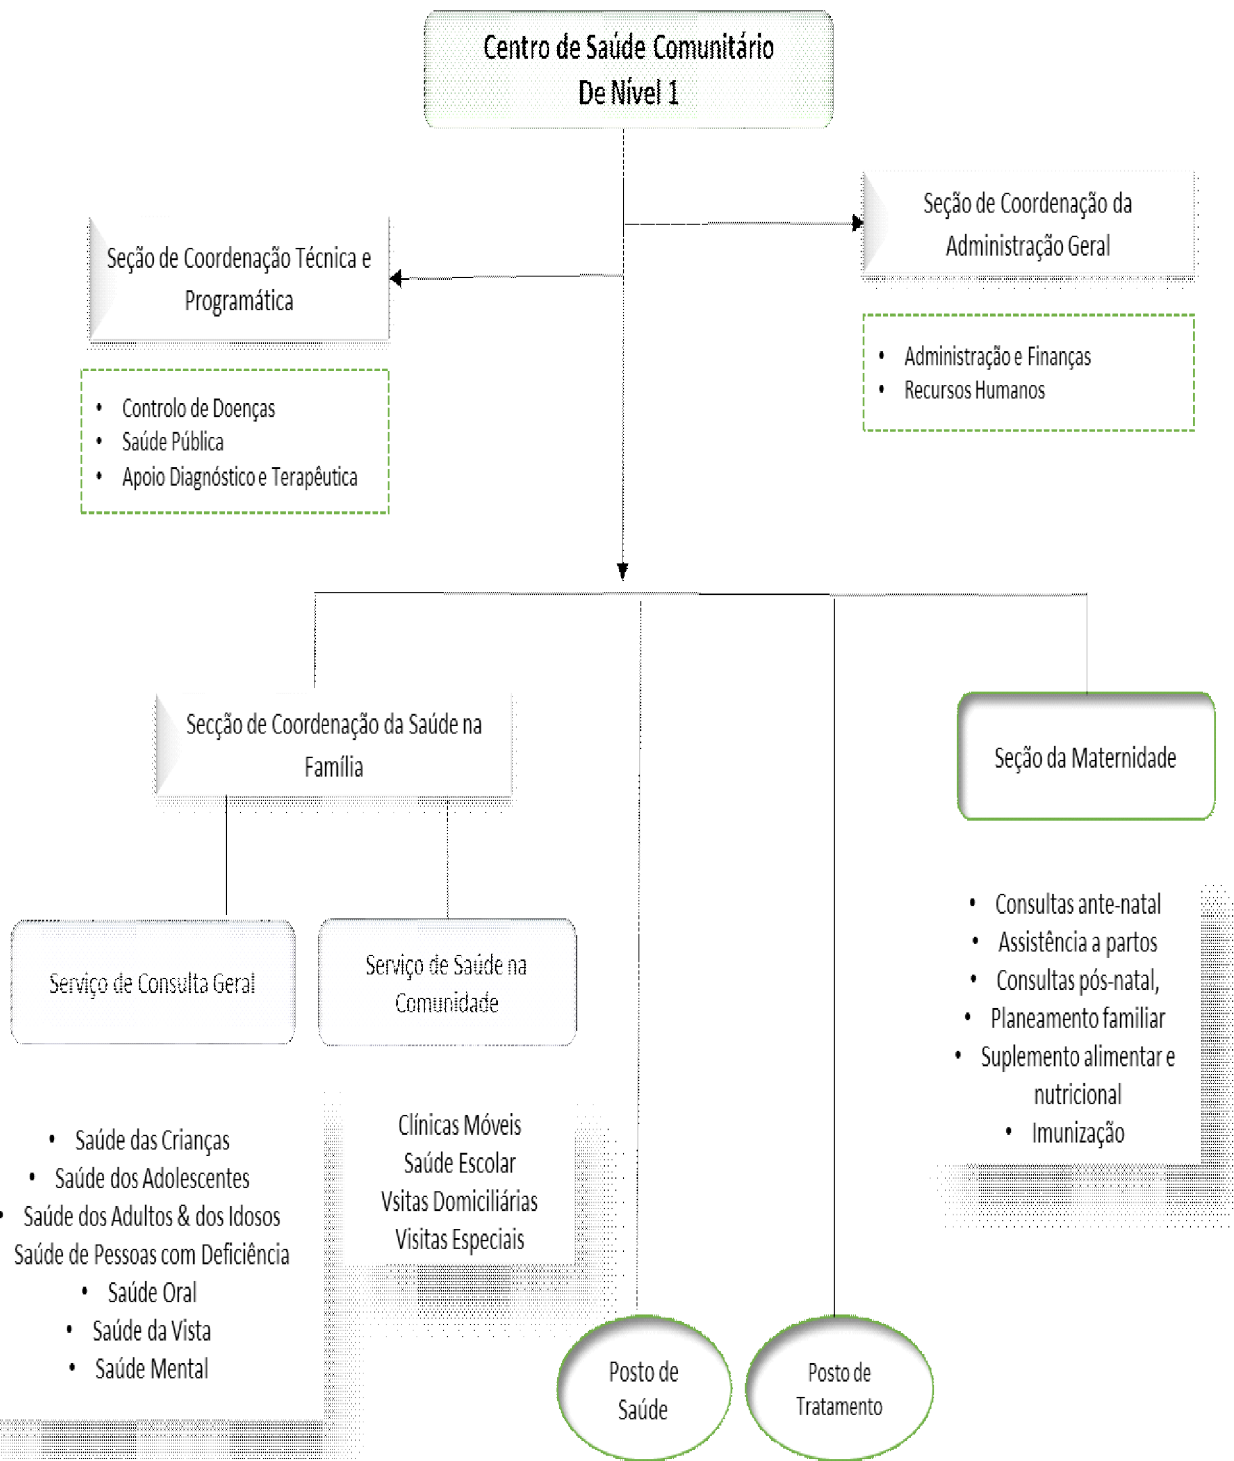 Centro de Saúde Comunitário
De Nível 1
Seção de Coordenação da
Administração Geral
Seção de Coordenação Técnica e
Programática
• Administração e Finanças
• Recursos Humanos
• Controlo de Doenças
• Saúde Pública
• Apoio Diagnóstico e Terapêutica
Secção de Coordenação da Saúde na
Família
Seção da Maternidade
Serviço de Consulta Geral
Serviço de Saúde na
Comunidade
• Consultas ante-natal
• Assistência a partos
• Consultas pós-natal,
• Planeamento familiar
• Suplemento alimentar e
nutricional
• Imunização
• Saúde das Crianças
• Saúde dos Adolescentes
• Saúde dos Adultos & dos Idosos
Saúde de Pessoas com Deficiência
• Saúde Oral
• Saúde da Vista
• Saúde Mental
Clínicas Móveis
Saúde Escolar
Vsitas Domiciliárias
Visitas Especiais
Posto de
Saúde
Posto de
Tratamento